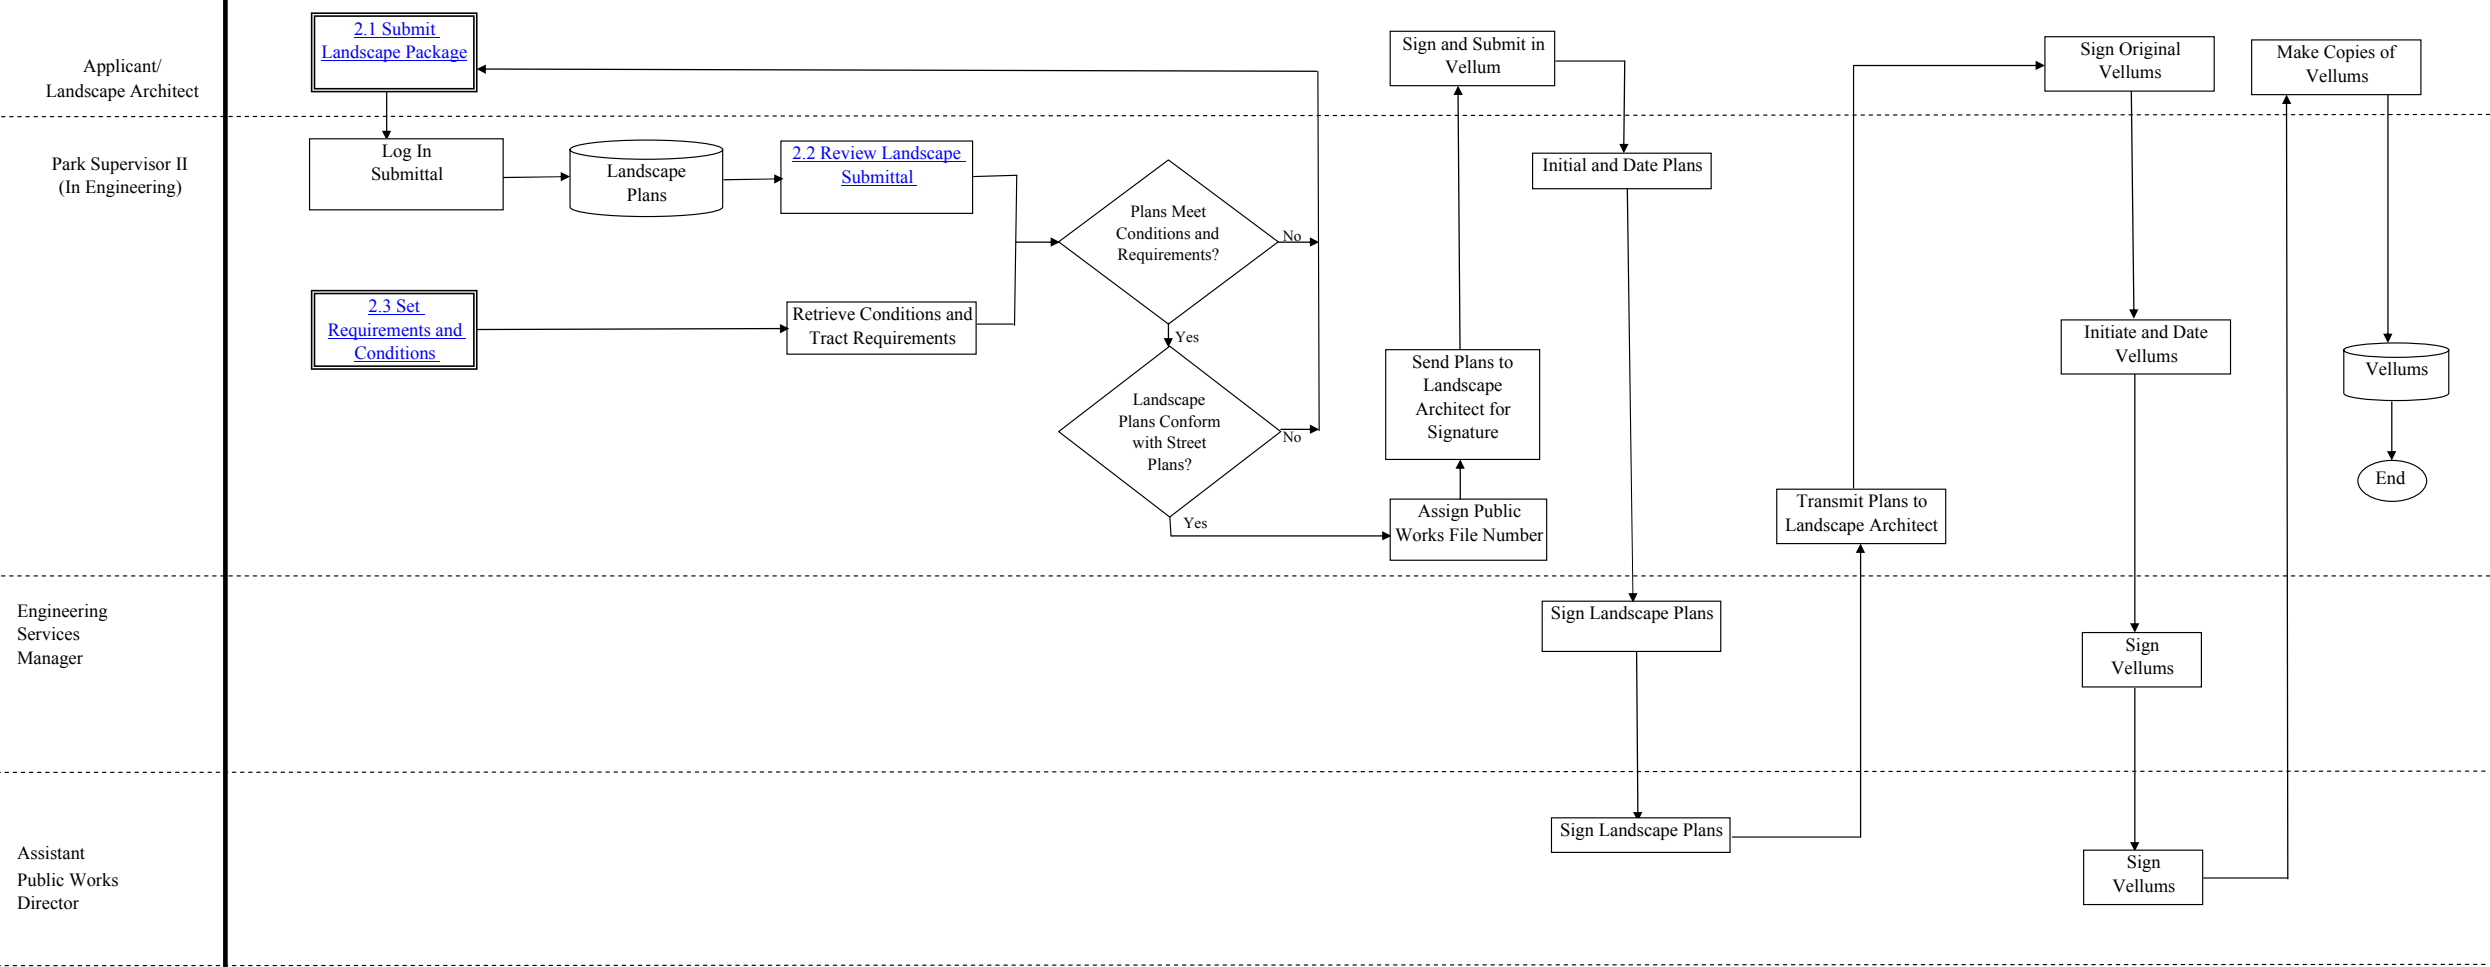 Applicant/
Landscape Architect
2.1 Submit
Landscape Package
Sign and Submit in
Vellum
Sign Original
Vellums
Make Copies of
Vellums
Park Supervisor II
(In Engineering)
Log In
Submittal
Landscape
Plans
2.2 Review Landscape
Submittal
Plans Meet
Conditions and
Requirements?
No
Initial and Date Plans
2.3 Set
Requirements and
Conditions
Retrieve Conditions and
Tract Requirements
Yes
Landscape
Plans Conform
with Street
Plans?
No
Yes
Send Plans to
Landscape
Architect for
Signature
Assign Public
Works File Number
Transmit Plans to
Landscape Architect
Initiate and Date
Vellums
Vellums
End
Engineering
Services
Manager
Sign Landscape Plans
Sign
Vellums
Assistant
Public Works
Director
Sign Landscape Plans
Sign
Vellums